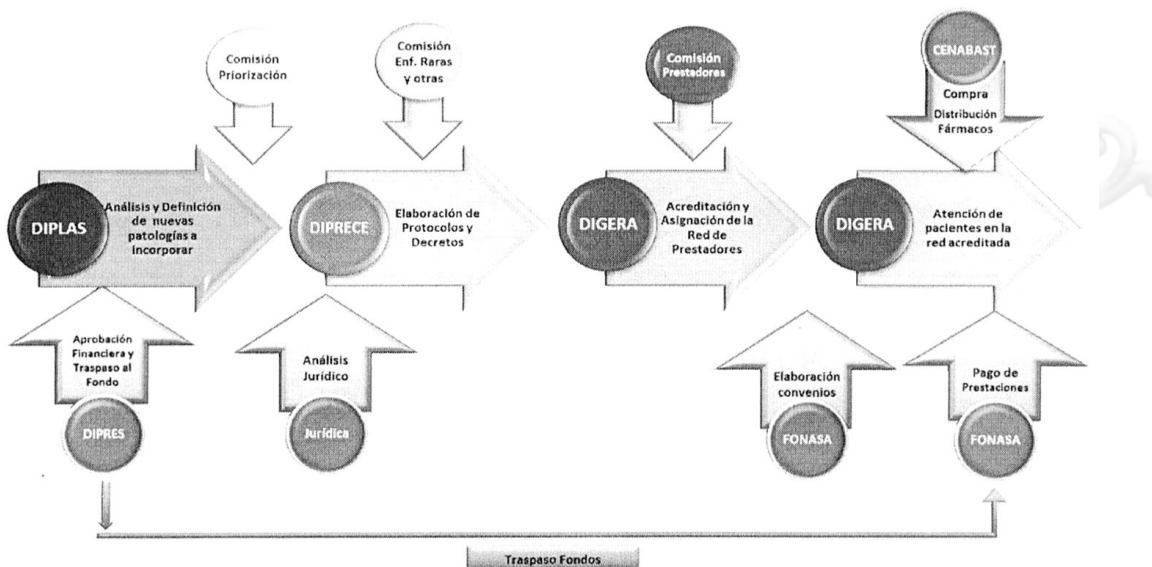 Comisión
Priorización
Comisión
Enf. Raras
y otras
Comisión
Prestadores
CENABAST
Compra
Distribución
Fármacos
DIPLAS
Análisis y Definición
de nuevas
patologías a
incorporar
DIPRECE
Elaboración de
Protocolos y
Decretos
DIGERA
Acreditación y
Asignación de la
Red de
Prestadores
DIGERA
Atención de
pacientes en la
red acreditada
Aprobación
Financiera y
Traspaso al
Fondo
DIPRES
Análisis
Jurídico
Jurídica
Elaboración
convenios
FONASA
Pago de
Prestaciones
FONASA
Traspaso Fondos